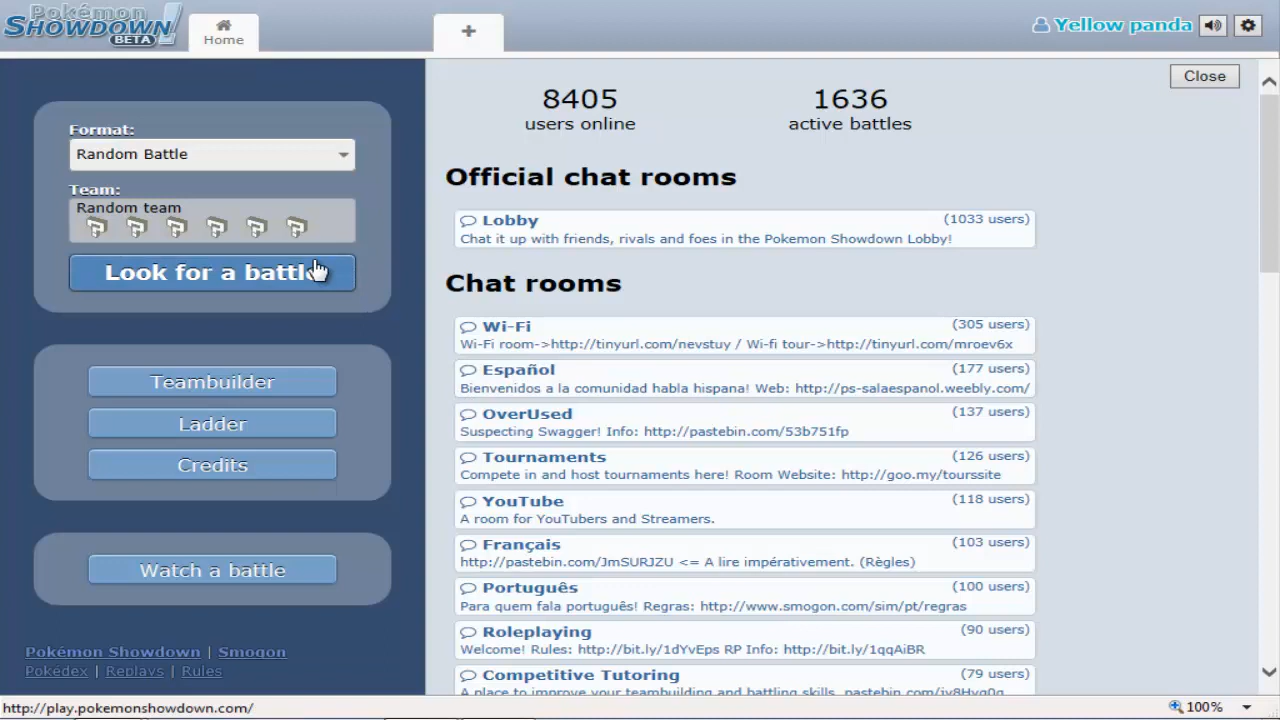 Pokémon
SHOWDOWN!
BETA
Home
+
Yellow panda
Format:
Random Battle
Team:
Random team
? ? ? ? ? ?
Look for a battle
Teambuilder
Ladder
Credits
Watch a battle
Pokémon Showdown | Smogon
Pokédex | Replays | Rules
Close
8405
users online
1636
active battles
Official chat rooms
Lobby (1033 users)
Chat it up with friends, rivals and foes in the Pokemon Showdown Lobby!
Chat rooms
Wi-Fi (305 users)
Wi-Fi room->http://tinyurl.com/nevstuy / Wi-fi tour->http://tinyurl.com/mroev6x
Español (177 users)
Bienvenidos a la comunidad habla hispana! Web: http://ps-salaespanol.weebly.com/
OverUsed (137 users)
Suspecting Swagger! Info: http://pastebin.com/53b751fp
Tournaments (126 users)
Compete in and host tournaments here! Room Website: http://goo.my/tourssite
YouTube (118 users)
A room for YouTubers and Streamers.
Français (103 users)
http://pastebin.com/JmSURJZU <= A lire impérativement. (Règles)
Português (100 users)
Para quem fala português! Regras: http://www.smogon.com/sim/pt/regras
Roleplaying (90 users)
Welcome! Rules: http://bit.ly/1dYvEps RP Info: http://bit.ly/1qqAiBR
Competitive Tutoring (79 users)
A place to improve your teambuilding and battling skills.
http://play.pokemonshowdown.com/
100%